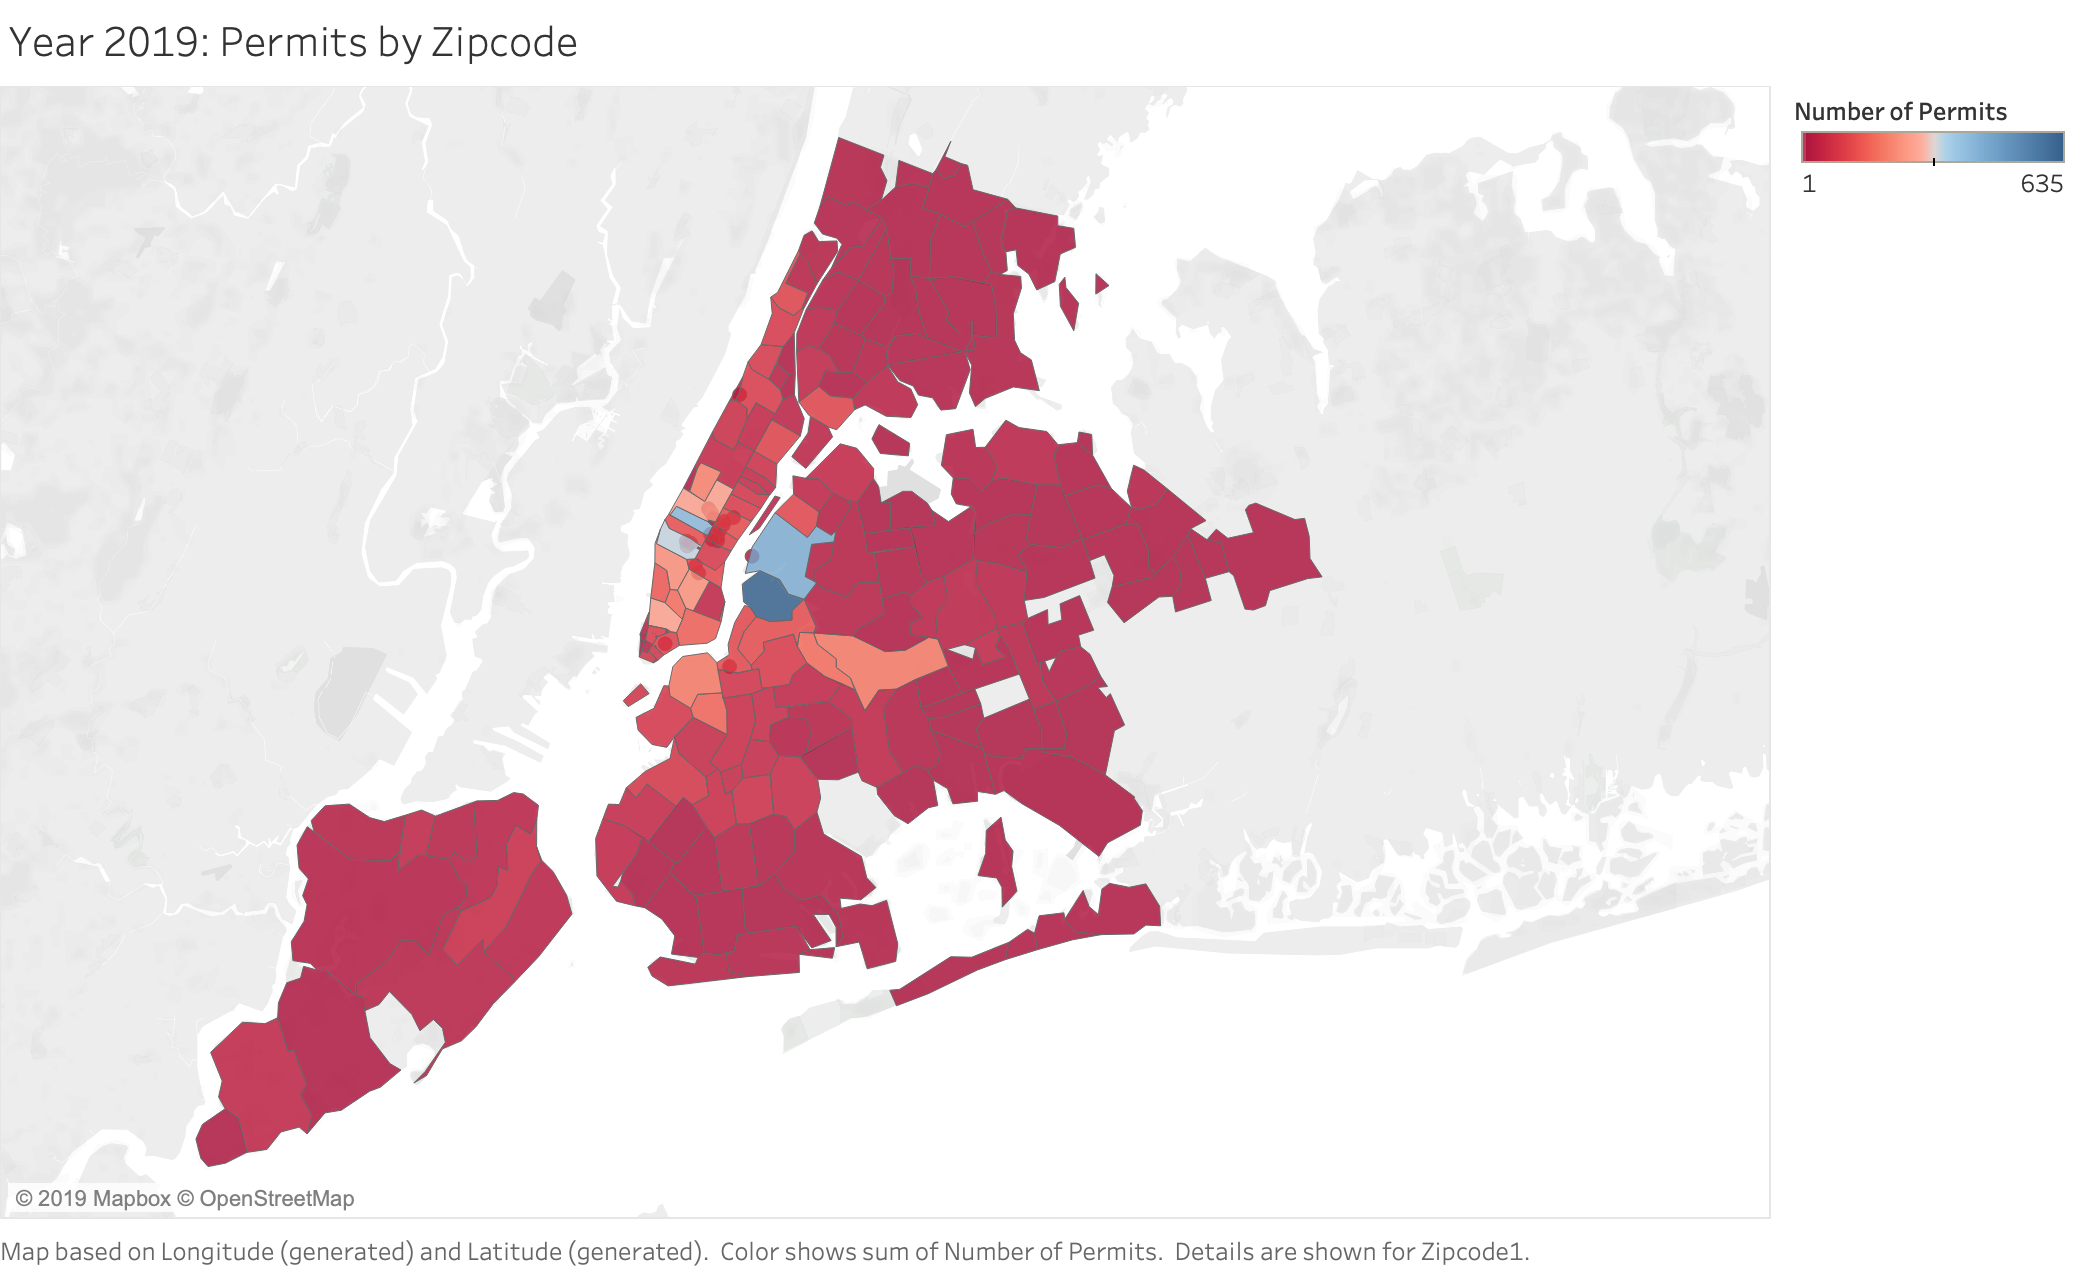 Year 2019: Permits by Zipcode
Number of Permits
1 635
© 2019 Mapbox © OpenStreetMap
Map based on Longitude (generated) and Latitude (generated). Color shows sum of Number of Permits. Details are shown for Zipcode1.